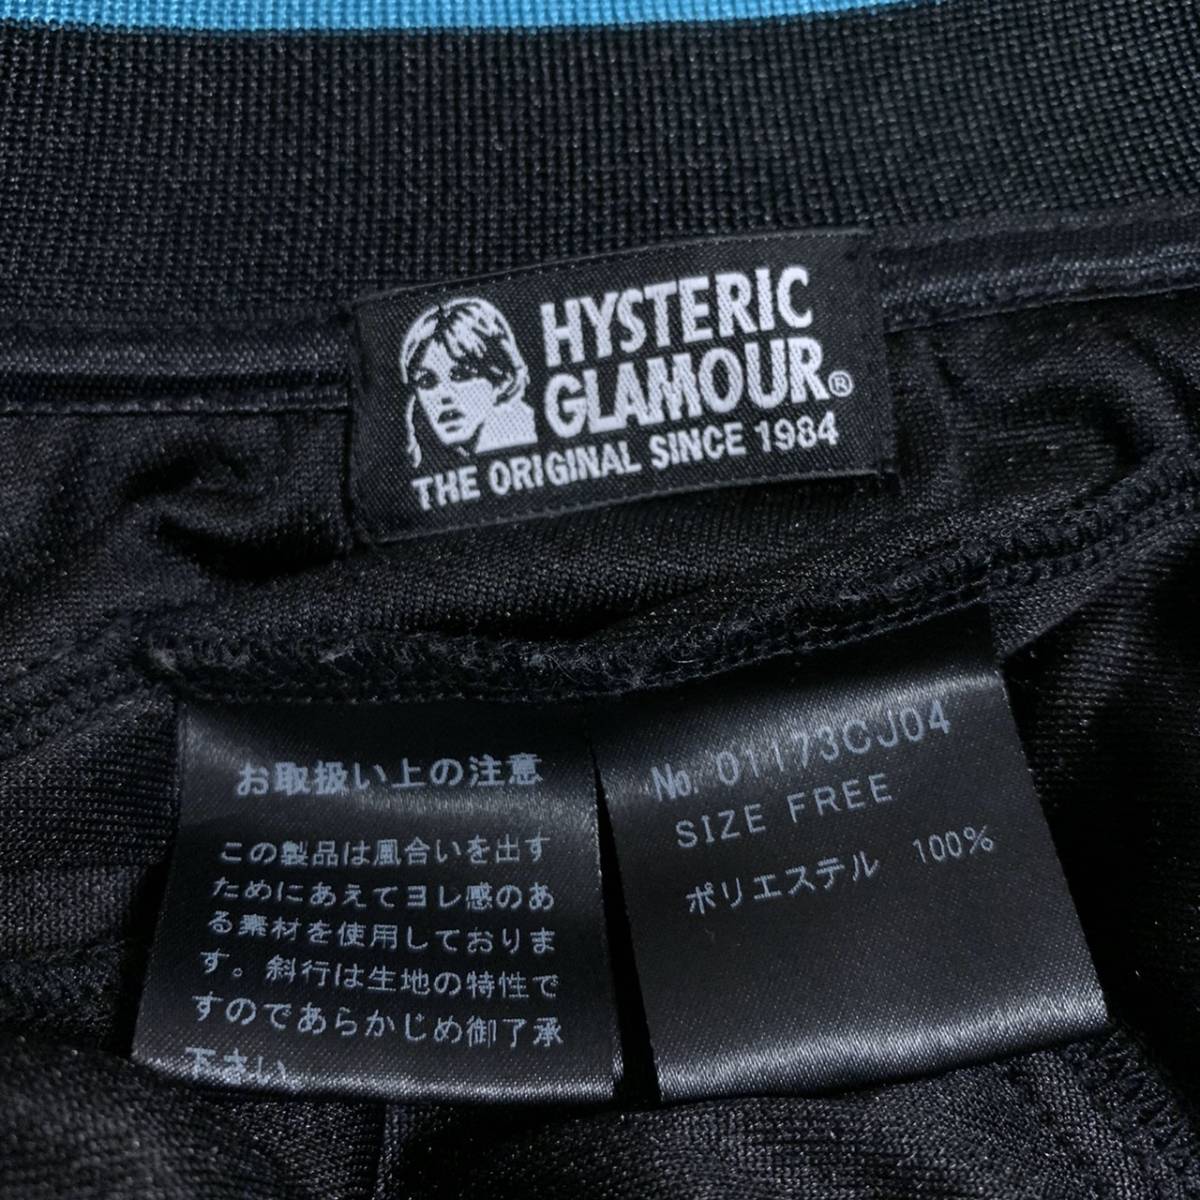 HYSTERIC
GLAMOUR®
THE ORIGINAL SINCE 1984
お取扱い上の注意
この製品は風合いを出す
ためにあえてヨレ感のあ
る素材を使用しておりま
す。斜行は生地の特性で
すのであらかじめ御了承
下さい。
No. 01173CJ04
SIZE FREE
ポリエステル 100%